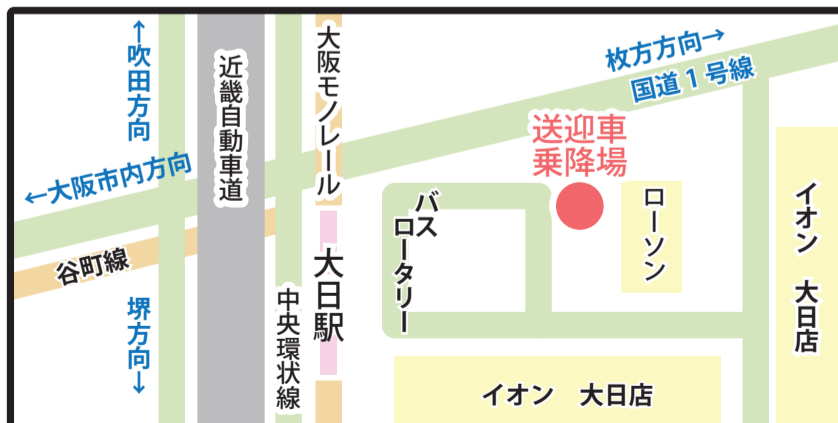 ↑吹田方向
近畿自動車道
大阪モノレール
枚方方向→
国道1号線
←大阪市内方向
送迎車
乗降場
バス
ロータリー
ローソン
イオン 大日店
谷町線
大日駅
中央環状線
堺方向↓
イオン 大日店